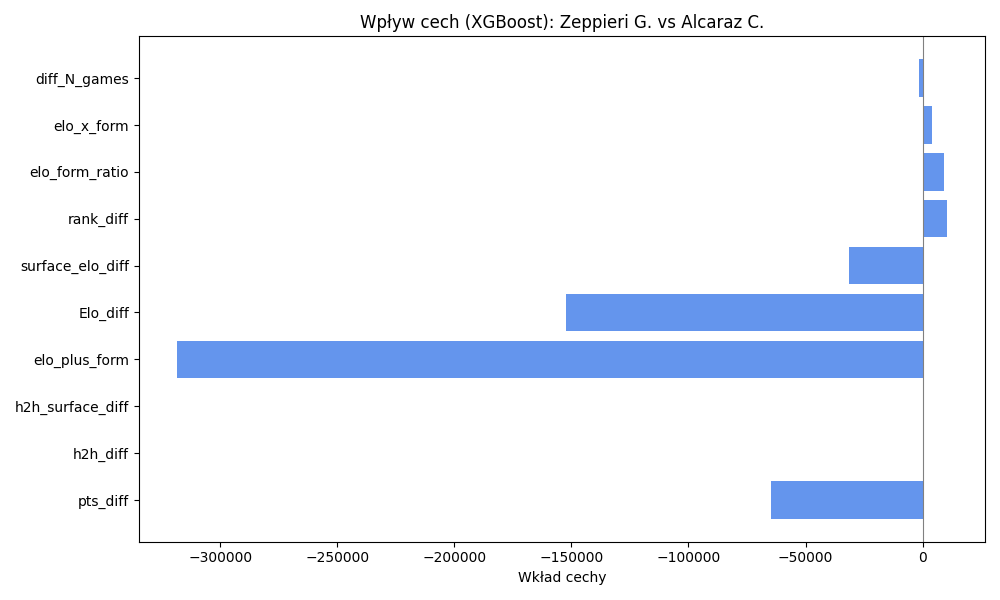 Wpływ cech (XGBoost): Zeppieri G. vs Alcaraz C.
diff_N_games
elo_x_form
elo_form_ratio
rank_diff
surface_elo_diff
Elo_diff
elo_plus_form
h2h_surface_diff
h2h_diff
pts_diff
−300000 −250000 −200000 −150000 −100000 −50000 0
Wkład cechy